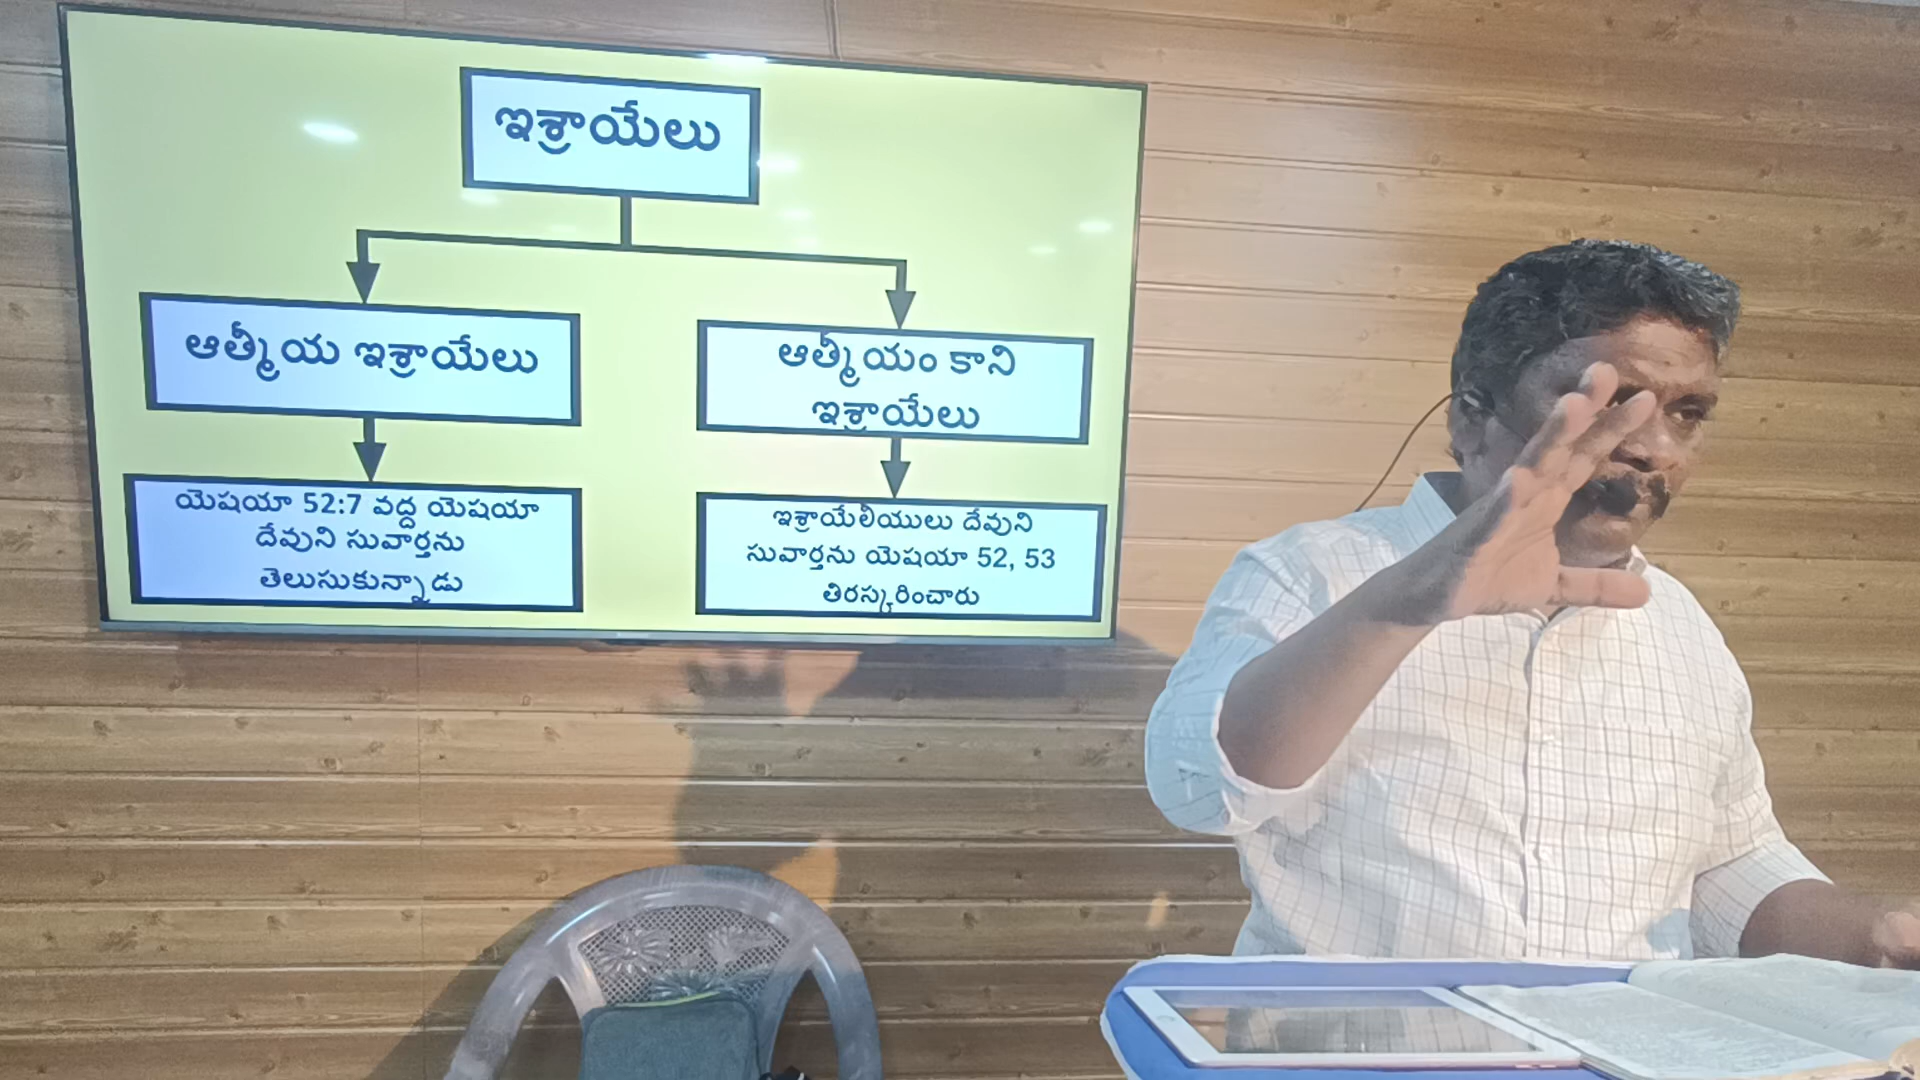 ఇశ్రాయేలు
ఆత్మీయ ఇశ్రాయేలు
ఆత్మీయం కాని
ఇశ్రాయేలు
యెషయా 52:7 వద్ద యెషయా
దేవుని సువార్తను
తెలుసుకున్నాడు
ఇశ్రాయేలీయులు దేవుని
సువార్తను యెషయా 52, 53
తిరస్కరించారు